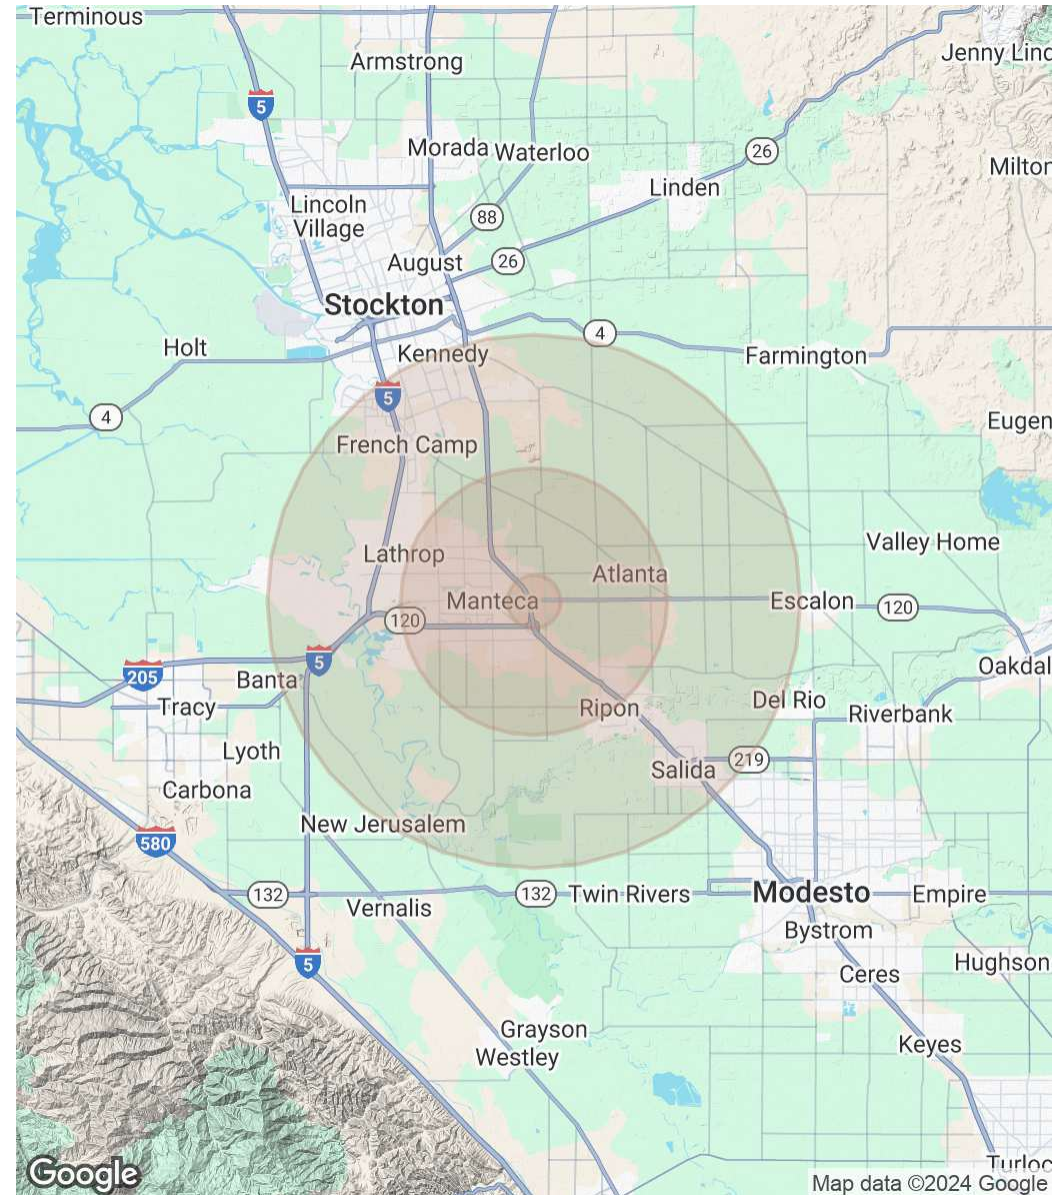 Terminous
Jenny Lind
Armstrong
5
Morada
Waterloo
26
Milton
Linden
Lincoln
Village
88
August
26
Stockton
4
Holt
Kennedy
Farmington
5
4
Eugen
French Camp
Valley Home
Lathrop
Atlanta
Manteca
Escalon
120
120
5
Oakdal
205
Banta
Del Rio
Tracy
Ripon
Riverbank
Lyoth
219
Salida
Carbona
New Jerusalem
580
132
132
Twin Rivers
Modesto
Empire
Vernalis
Bystrom
5
Hughson
Ceres
Grayson
Keyes
Westley
Turloc
Google
Map data ©2024 Google